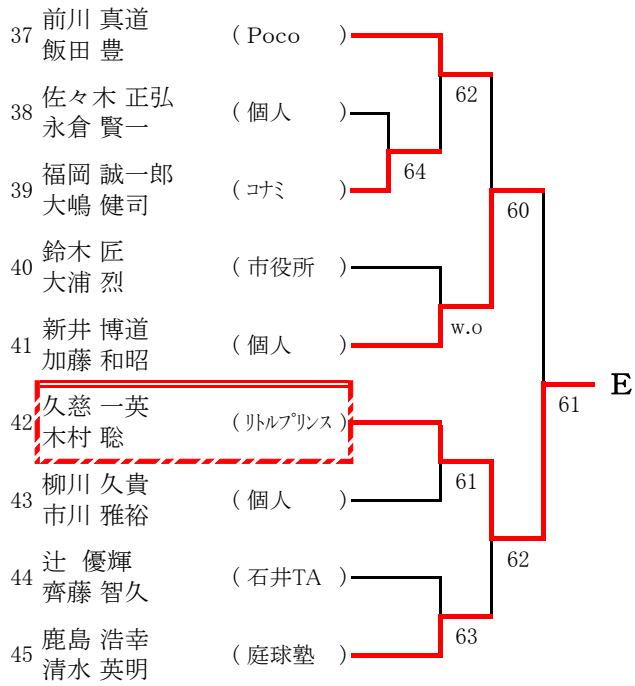 37 前川 真道 ( Poco )
飯田 豊
62
38 佐々木 正弘 ( 個人 )
永倉 賢一
64
39 福岡 誠一郎 ( コナミ )
大嶋 健司
60
40 鈴木 匠 ( 市役所 )
大浦 烈
w.o
41 新井 博道 ( 個人 )
加藤 和昭
E
61
42 久慈 一英 ( リトルプリンス )
木村 聡
61
43 柳川 久貴 ( 個人 )
市川 雅裕
62
44 辻 優輝 ( 石井TA )
齊藤 智久
63
45 鹿島 浩幸 ( 庭球塾 )
清水 英明